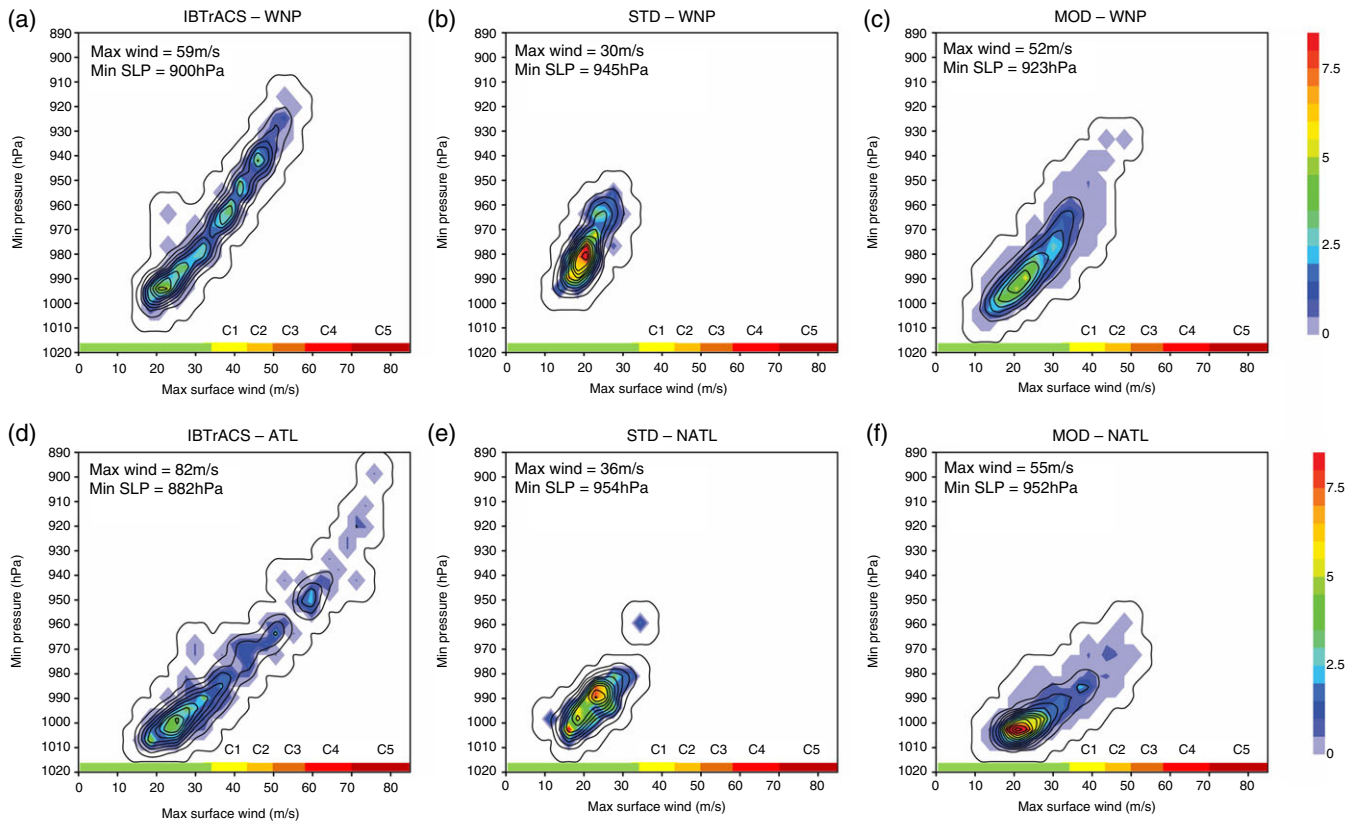 (a)
IBTrACS – WNP
Max wind = 59m/s
Min SLP = 900hPa
Min pressure (hPa)
890
900
910
920
930
940
950
960
970
980
990
1000
1010
1020
C1 C2 C3 C4 C5
0 10 20 30 40 50 60 70 80
Max surface wind (m/s)
(b)
STD – WNP
Max wind = 30m/s
Min SLP = 945hPa
Min pressure (hPa)
890
900
910
920
930
940
950
960
970
980
990
1000
1010
1020
C1 C2 C3 C4 C5
0 10 20 30 40 50 60 70 80
Max surface wind (m/s)
(c)
MOD – WNP
Max wind = 52m/s
Min SLP = 923hPa
Min pressure (hPa)
890
900
910
920
930
940
950
960
970
980
990
1000
1010
1020
C1 C2 C3 C4 C5
0 10 20 30 40 50 60 70 80
Max surface wind (m/s)
7.5
5
2.5
0
(d)
IBTrACS – ATL
Max wind = 82m/s
Min SLP = 882hPa
Min pressure (hPa)
890
900
910
920
930
940
950
960
970
980
990
1000
1010
1020
C1 C2 C3 C4 C5
0 10 20 30 40 50 60 70 80
Max surface wind (m/s)
(e)
STD – NATL
Max wind = 36m/s
Min SLP = 954hPa
Min pressure (hPa)
890
900
910
920
930
940
950
960
970
980
990
1000
1010
1020
C1 C2 C3 C4 C5
0 10 20 30 40 50 60 70 80
Max surface wind (m/s)
(f)
MOD – NATL
Max wind = 55m/s
Min SLP = 952hPa
Min pressure (hPa)
890
900
910
920
930
940
950
960
970
980
990
1000
1010
1020
C1 C2 C3 C4 C5
0 10 20 30 40 50 60 70 80
Max surface wind (m/s)
7.5
5
2.5
0